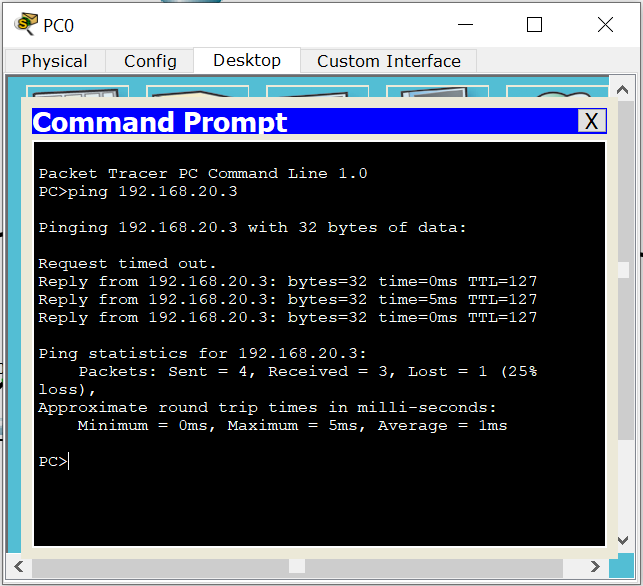 PC0
Physical Config Desktop Custom Interface
Command Prompt X
Packet Tracer PC Command Line 1.0
PC>ping 192.168.20.3
Pinging 192.168.20.3 with 32 bytes of data:
Request timed out.
Reply from 192.168.20.3: bytes=32 time=0ms TTL=127
Reply from 192.168.20.3: bytes=32 time=5ms TTL=127
Reply from 192.168.20.3: bytes=32 time=0ms TTL=127
Ping statistics for 192.168.20.3:
Packets: Sent = 4, Received = 3, Lost = 1 (25%
loss),
Approximate round trip times in milli-seconds:
Minimum = 0ms, Maximum = 5ms, Average = 1ms
PC>